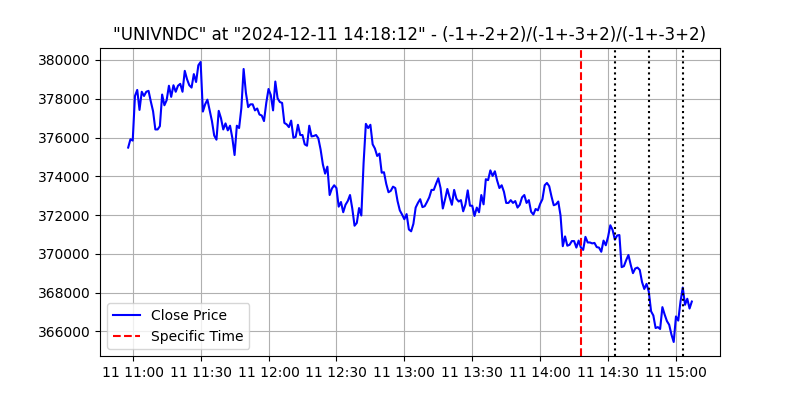 "UNIVNDC" at "2024-12-11 14:18:12" - (-1+-2+2)/(-1+-3+2)/(-1+-3+2)
380000
378000
376000
374000
372000
370000
368000
366000
Close Price
Specific Time
11 11:00 11 11:30 11 12:00 11 12:30 11 13:00 11 13:30 11 14:00 11 14:30 11 15:00